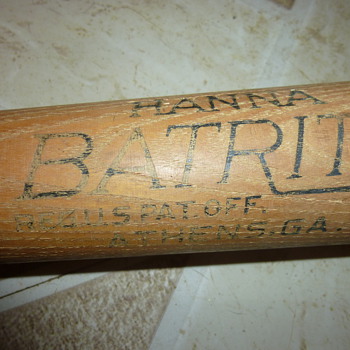 HANNA
BATRIT
REG.U.S.PAT.OFF.
ATHENS.GA.